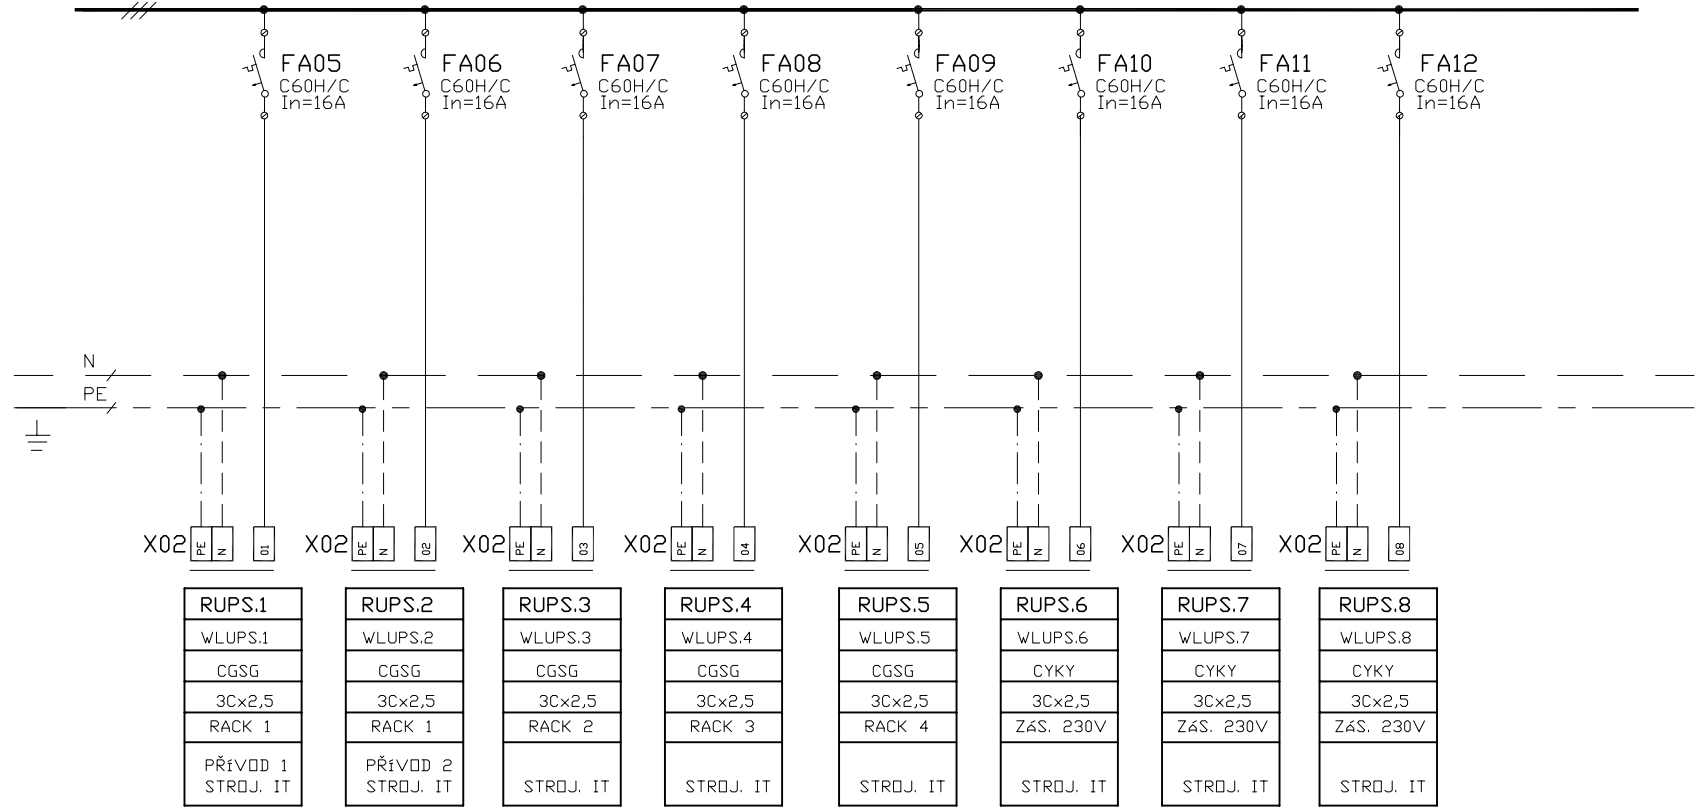 FA05 FA06 FA07 FA08 FA09 FA10 FA11 FA12
C60H/C C60H/C C60H/C C60H/C C60H/C C60H/C C60H/C C60H/C
In=16A In=16A In=16A In=16A In=16A In=16A In=16A In=16A
N
PE
X02 PE N 01 X02 PE N 02 X02 PE N 03 X02 PE N 04 X02 PE N 05 X02 PE N 06 X02 PE N 07 X02 PE N 08
RUPS.1 RUPS.2 RUPS.3 RUPS.4 RUPS.5 RUPS.6 RUPS.7 RUPS.8
WLUPS.1 WLUPS.2 WLUPS.3 WLUPS.4 WLUPS.5 WLUPS.6 WLUPS.7 WLUPS.8
CGSG CGSG CGSG CGSG CGSG CYKY CYKY CYKY
3Cx2,5 3Cx2,5 3Cx2,5 3Cx2,5 3Cx2,5 3Cx2,5 3Cx2,5 3Cx2,5
RACK 1 RACK 1 RACK 2 RACK 3 RACK 4 ZáS. 230V ZáS. 230V ZáS. 230V
PŘíVOD 1 PŘíVOD 2
STROJ. IT STROJ. IT STROJ. IT STROJ. IT STROJ. IT STROJ. IT STROJ. IT STROJ. IT